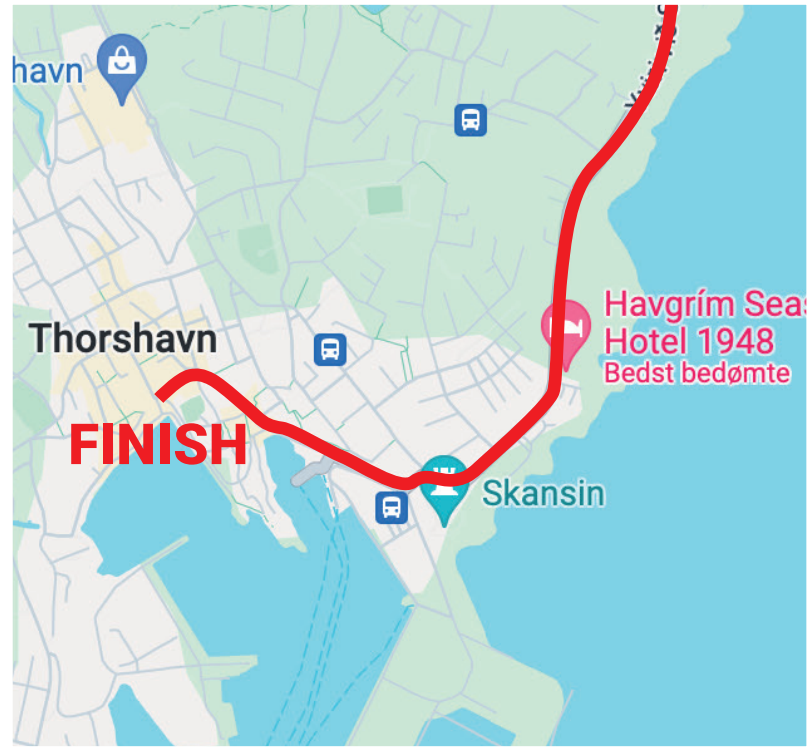 havn
Havgrím Seas
Hotel 1948
Bedst bedømte
Thorshavn
FINISH
Skansin